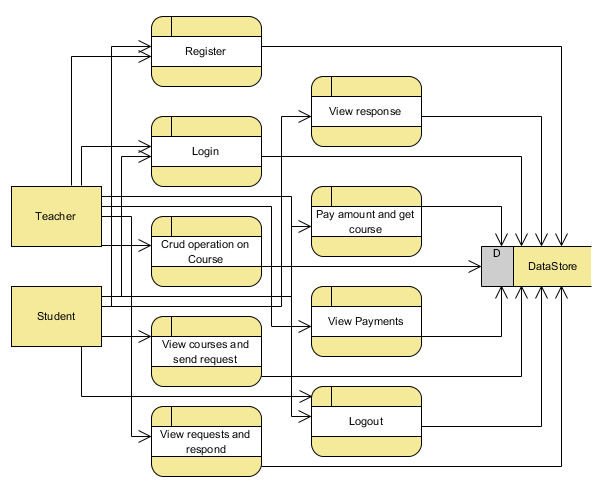 Register
View response
Login
Teacher
Pay amount and get
course
Crud operation on
Course
D
DataStore
Student
View Payments
View courses and
send request
Logout
View requests and
respond